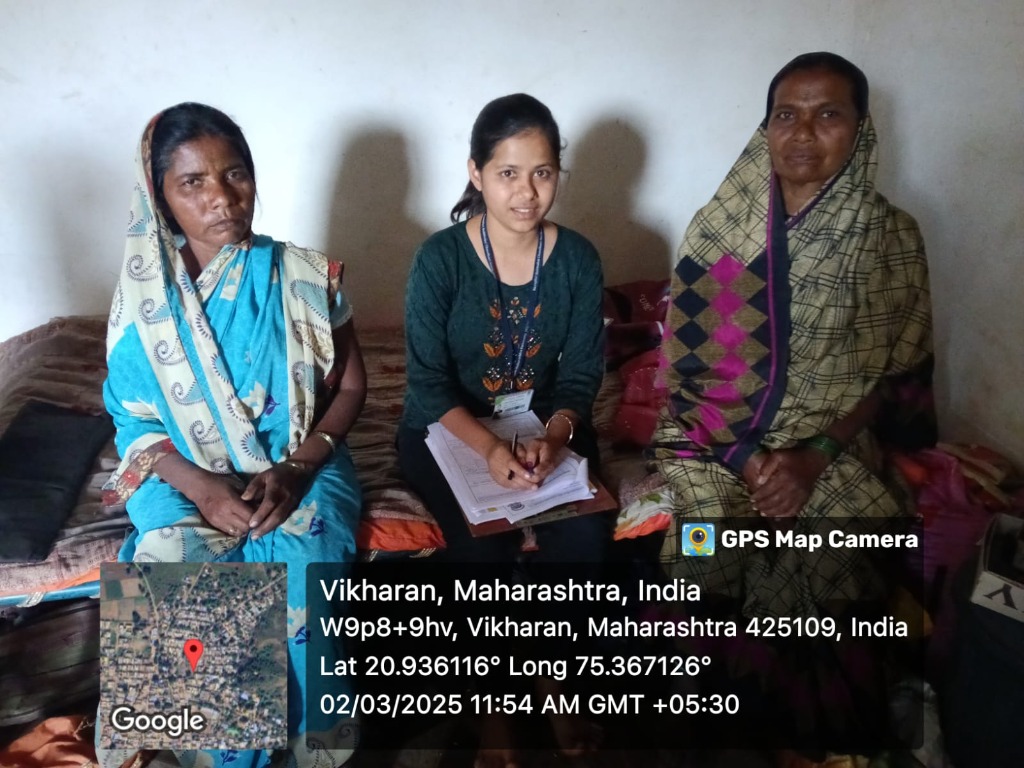 GPS Map Camera
Vikharan, Maharashtra, India
W9p8+9hv, Vikharan, Maharashtra 425109, India
Lat 20.936116° Long 75.367126°
02/03/2025 11:54 AM GMT +05:30
Google